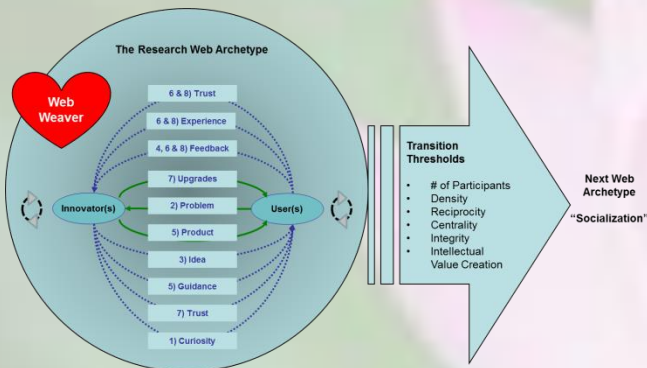 The Research Web Archetype
Web
Weaver
6 & 8) Trust
6 & 8) Experience
4, 6 & 8) Feedback
7) Upgrades
Innovator(s)
2) Problem
User(s)
5) Product
3) Idea
5) Guidance
7) Trust
1) Curiosity
Transition
Thresholds
• # of Participants
• Density
• Reciprocity
• Centrality
• Integrity
• Intellectual
Value Creation
Next Web
Archetype
“Socialization”